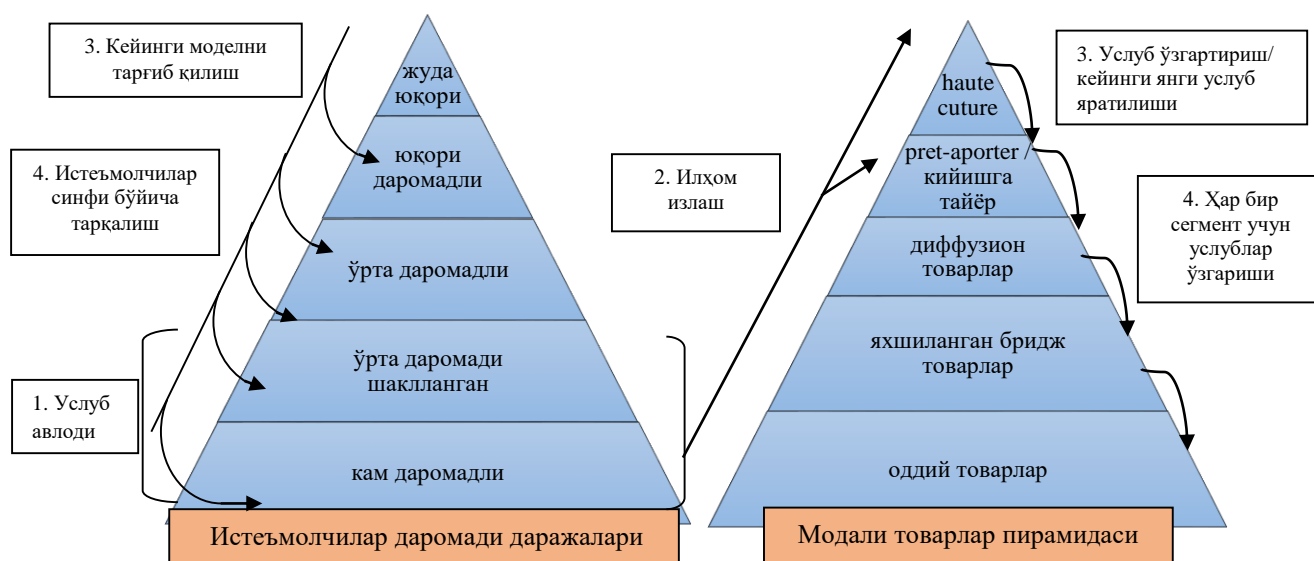 3. Кейинги моделни
тарғиб қилиш
4. Истеъмолчилар
синфи бўйича
тарқалиш
1. Услуб
авлоди
жуда
юқори
юқори
даромадли
ўрта даромадли
ўрта даромади
шаклланган
кам даромадли
Истеъмолчилар даромади даражалари
2. Илҳом
излаш
haute
cuture
pret-aporter /
кийишга
тайёр
диффузион
товарлар
яхшиланган бридж
товарлар
оддий товарлар
Модали товарлар пирамидаси
3. Услуб ўзгартириш/
кейинги янги услуб
яратилиши
4. Ҳар бир
сегмент учун
услублар
ўзгариши